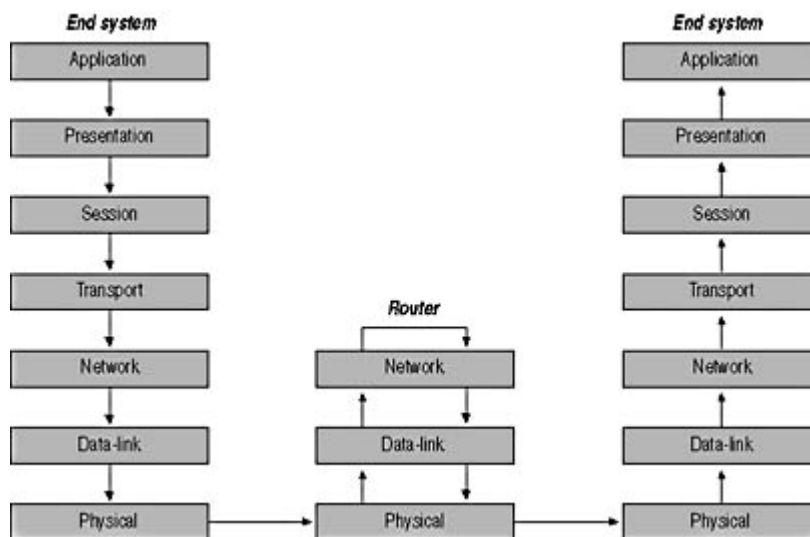 End system
Application
Presentation
Session
Transport
Network
Data-link
Physical
Router
Network
Data-link
Physical
End system
Application
Presentation
Session
Transport
Network
Data-link
Physical